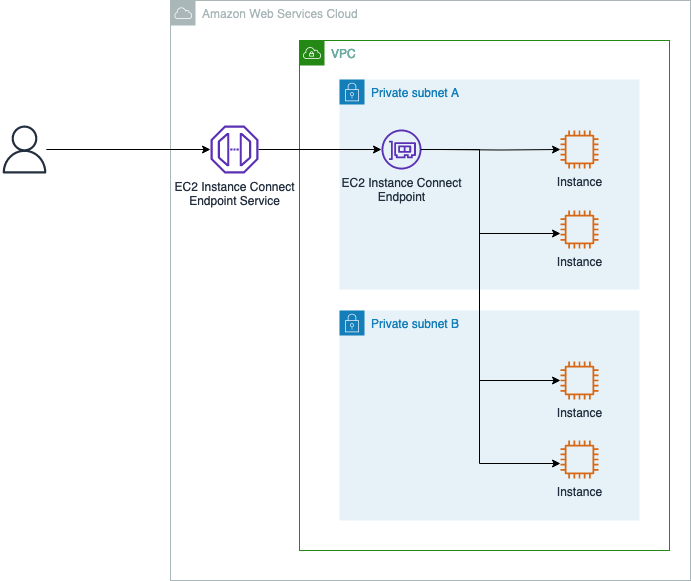 Amazon Web Services Cloud
VPC
Private subnet A
EC2 Instance Connect
Endpoint Service
EC2 Instance Connect
Endpoint
Instance
Instance
Private subnet B
Instance
Instance